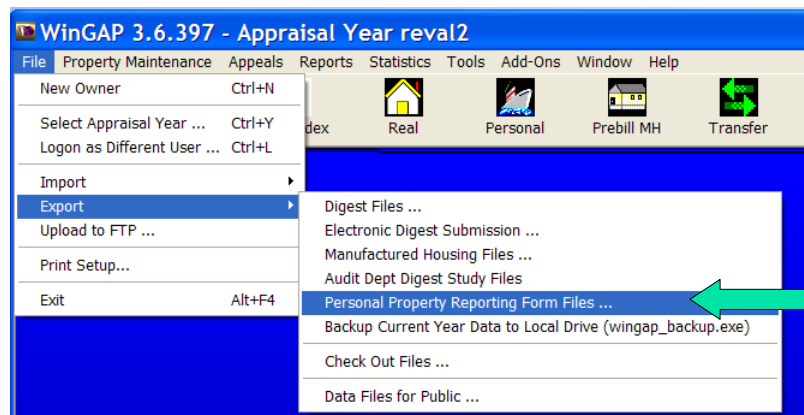 WinGAP 3.6.397 - Appraisal Year reval2
File Property Maintenance Appeals Reports Statistics Tools Add-Ons Window Help
New Owner Ctrl+N
Select Appraisal Year ... Ctrl+Y
Logon as Different User ... Ctrl+L
Import
Export
Upload to FTP ...
Print Setup...
Exit Alt+F4
dex Real Personal Prebill MH Transfer
Digest Files ...
Electronic Digest Submission ...
Manufactured Housing Files ...
Audit Dept Digest Study Files
Personal Property Reporting Form Files ...
Backup Current Year Data to Local Drive (wingap_backup.exe)
Check Out Files ...
Data Files for Public ...